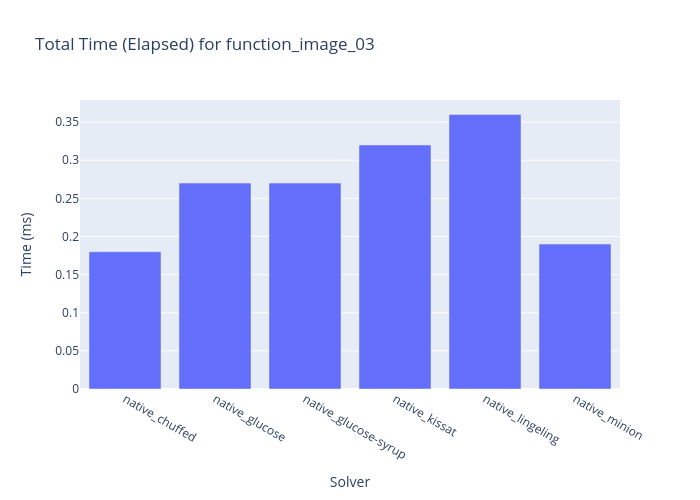 Total Time (Elapsed) for function_image_03
Time (ms)
0.35
0.3
0.25
0.2
0.15
0.1
0.05
0
native_chuffed
native_glucose
native_glucose-syrup
native_kissat
native_lingeling
native_minion
Solver